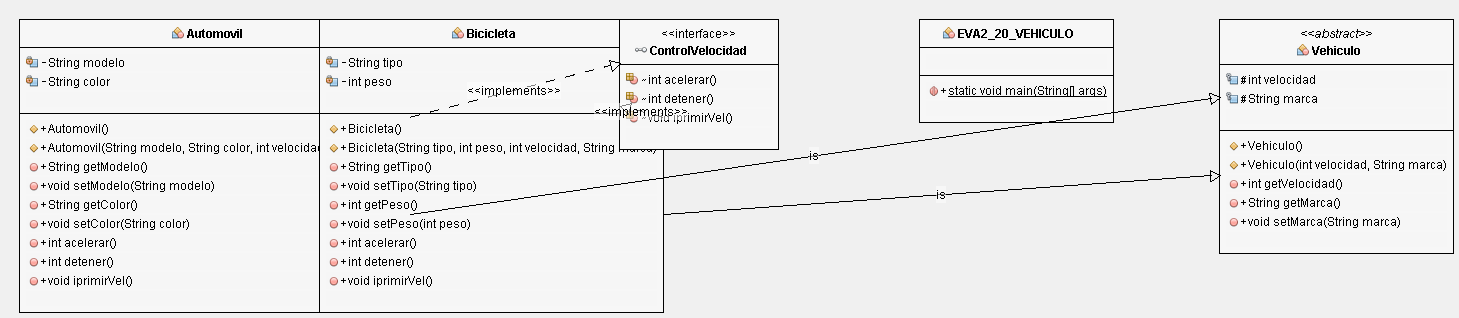 Automovil
-String modelo
-String color
+Automovil()
+Automovil(String modelo, String color, int velocidad
+String getModelo()
+void setModelo(String modelo)
+String getColor()
+void setColor(String color)
+int acelerar()
+int detener()
+void iprimirVel()
Bicicleta
-String tipo
-int peso
+Bicicleta()
+Bicicleta(String tipo, int peso, int velocidad, String marca)
+String getTipo()
+void setTipo(String tipo)
+int getPeso()
+void setPeso(int peso)
+int acelerar()
+int detener()
+void iprimirVel()
<<implements>>
<<implements>>
<<interface>>
ControlVelocidad
~int acelerar()
~int detener()
~void iprimirVel()
EVA2_20_VEHICULO
+static void main(String[] args)
is
is
<<abstract>>
Vehiculo
#int velocidad
#String marca
+Vehiculo()
+Vehiculo(int velocidad, String marca)
+int getVelocidad()
+String getMarca()
+void setMarca(String marca)